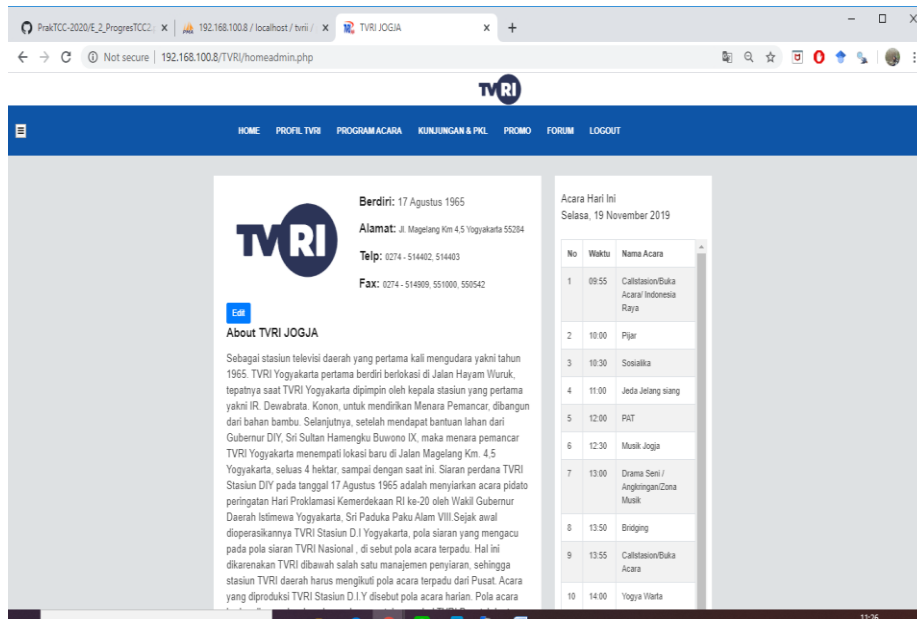 PrakTCC-2020/E_2_ProgresTCC2
192.168.100.8 / localhost / tvrii /
TVRI JOGJA
Not secure | 192.168.100.8/TVRI/homeadmin.php
TVRI
HOME PROFIL TVRI PROGRAM ACARA KUNJUNGAN & PKL PROMO FORUM LOGOUT
TVRI
Berdiri: 17 Agustus 1965
Alamat: Jl. Magelang Km 4,5 Yogyakarta 55284
Telp: 0274 - 514402, 514403
Fax: 0274 - 514909, 551000, 550542
Edit
About TVRI JOGJA
Sebagai stasiun televisi daerah yang pertama kali mengudara yakni tahun
1965. TVRI Yogyakarta pertama berdiri berlokasi di Jalan Hayam Wuruk,
tepatnya saat TVRI Yogyakarta dipimpin oleh kepala stasiun yang pertama
yakni IR. Dewabrata. Konon, untuk mendirikan Menara Pemancar, dibangun
dari bahan bambu. Selanjutnya, setelah mendapat bantuan lahan dari
Gubernur DIY, Sri Sultan Hamengku Buwono IX, maka menara pemancar
TVRI Yogyakarta menempati lokasi baru di Jalan Magelang Km. 4,5
Yogyakarta, seluas 4 hektar, sampai dengan saat ini. Siaran perdana TVRI
Stasiun DIY pada tanggal 17 Agustus 1965 adalah menyiarkan acara pidato
peringatan Hari Proklamasi Kemerdekaan RI ke-20 oleh Wakil Gubernur
Daerah Istimewa Yogyakarta, Sri Paduka Paku Alam VIII.Sejak awal
dioperasikannya TVRI Stasiun D.I Yogyakarta, pola siaran yang mengacu
pada pola siaran TVRI Nasional , di sebut pola acara terpadu. Hal ini
dikarenakan TVRI dibawah salah satu manajemen penyiaran, sehingga
stasiun TVRI daerah harus mengikuti pola acara terpadu dari Pusat. Acara
yang diproduksi TVRI Stasiun D.I.Y disebut pola acara harian. Pola acara
Acara Hari Ini
Selasa, 19 November 2019
No Waktu Nama Acara
1 09:55 Callstasion/Buka
Acara/ Indonesia
Raya
2 10:00 Pijar
3 10:30 Sosialika
4 11:00 Jeda Jelang siang
5 12:00 PAT
6 12:30 Musik Jogja
7 13:00 Drama Seni /
Angkringan/Zona
Musik
8 13:50 Bridging
9 13:55 Callstasion/Buka
Acara
10 14:00 Yogya Warta
11:26